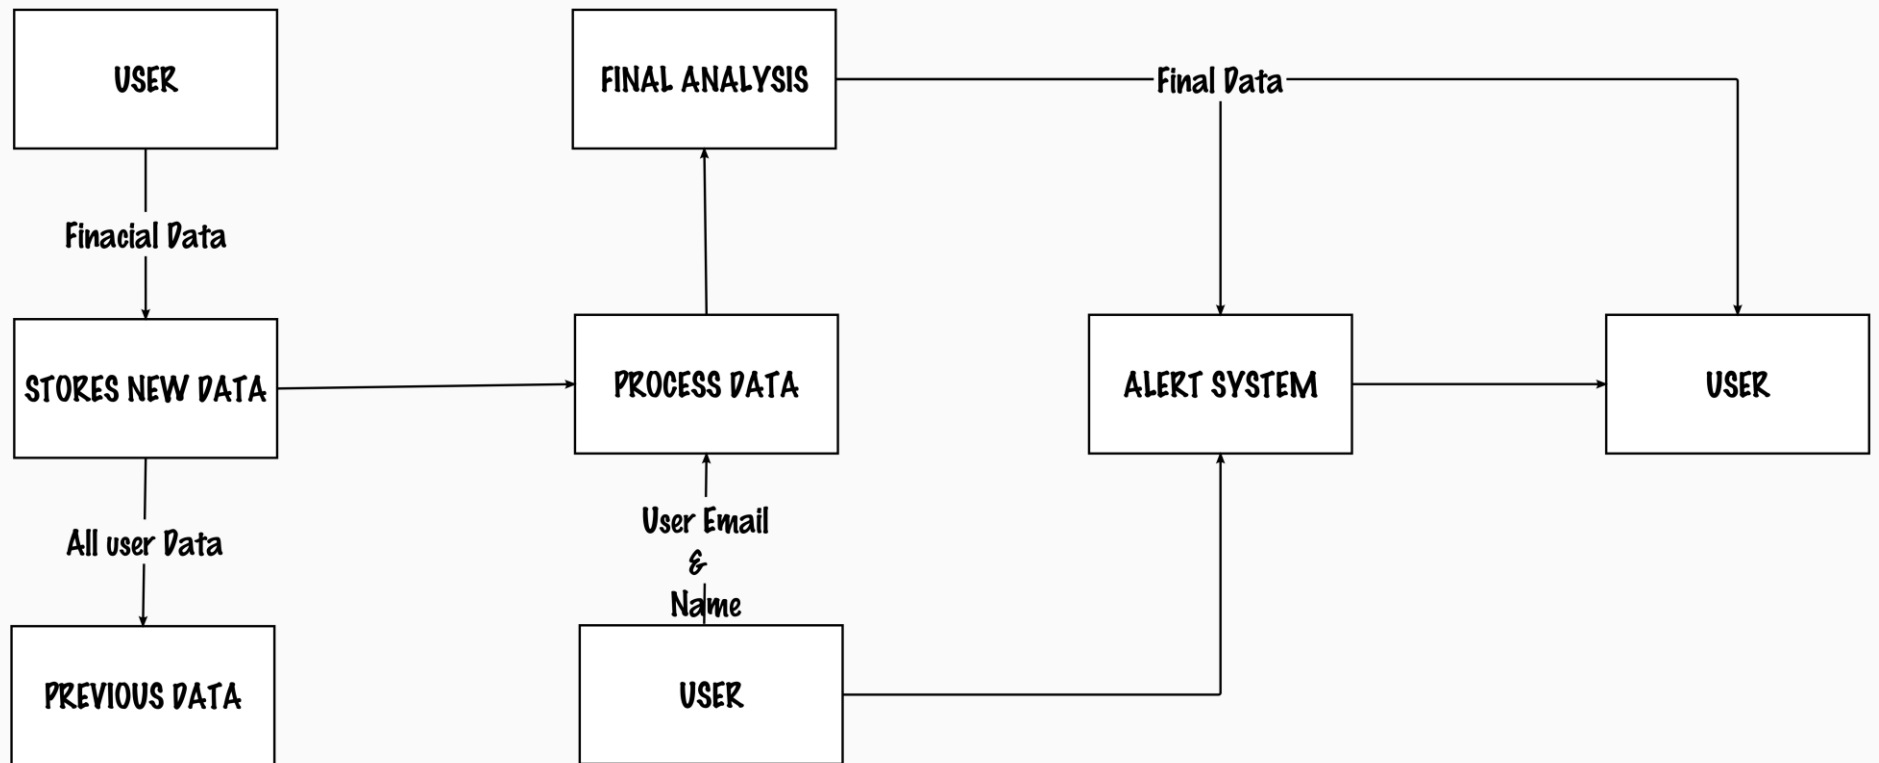 USER
FINAL ANALYSIS
Final Data
Finacial Data
STORES NEW DATA
PROCESS DATA
ALERT SYSTEM
USER
All user Data
User Email
&
Name
PREVIOUS DATA
USER